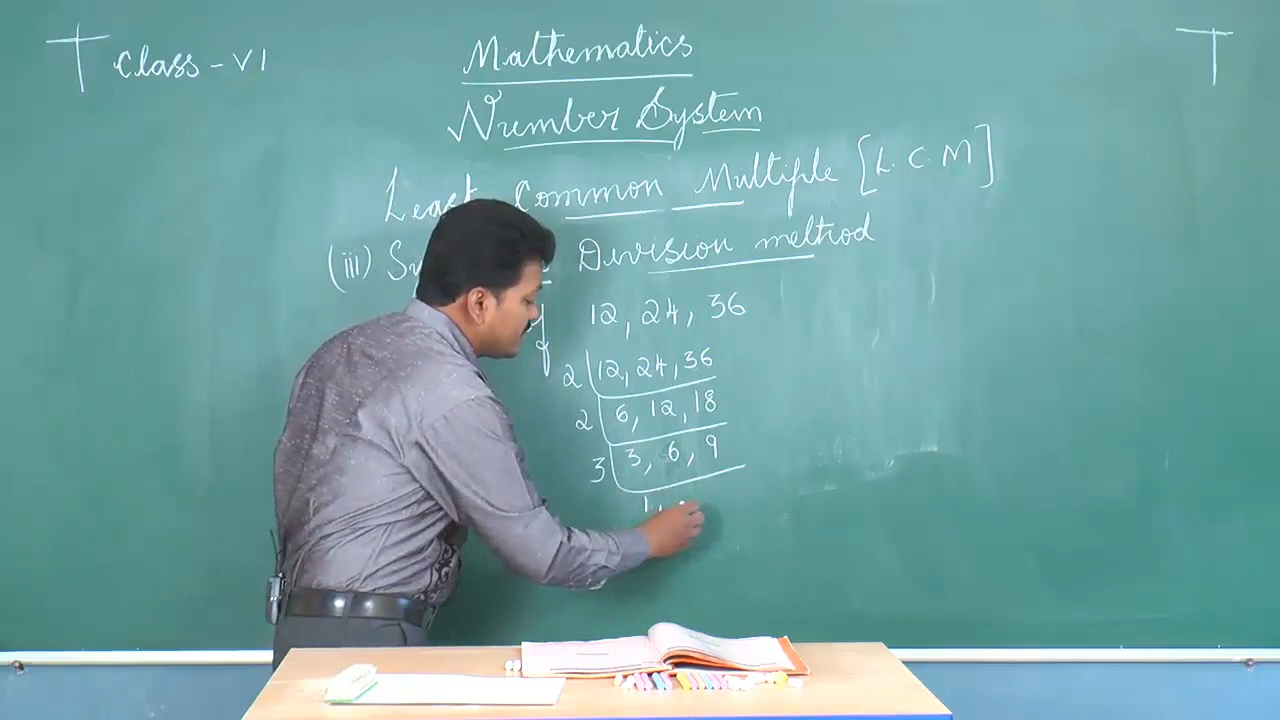 T Class - VI T
Mathematics
Number System
Least Common Multiple [L.C.M]
(iii) Division method
12, 24, 36
2 12, 24, 36
2 6, 12, 18
3 3, 6, 9
1,